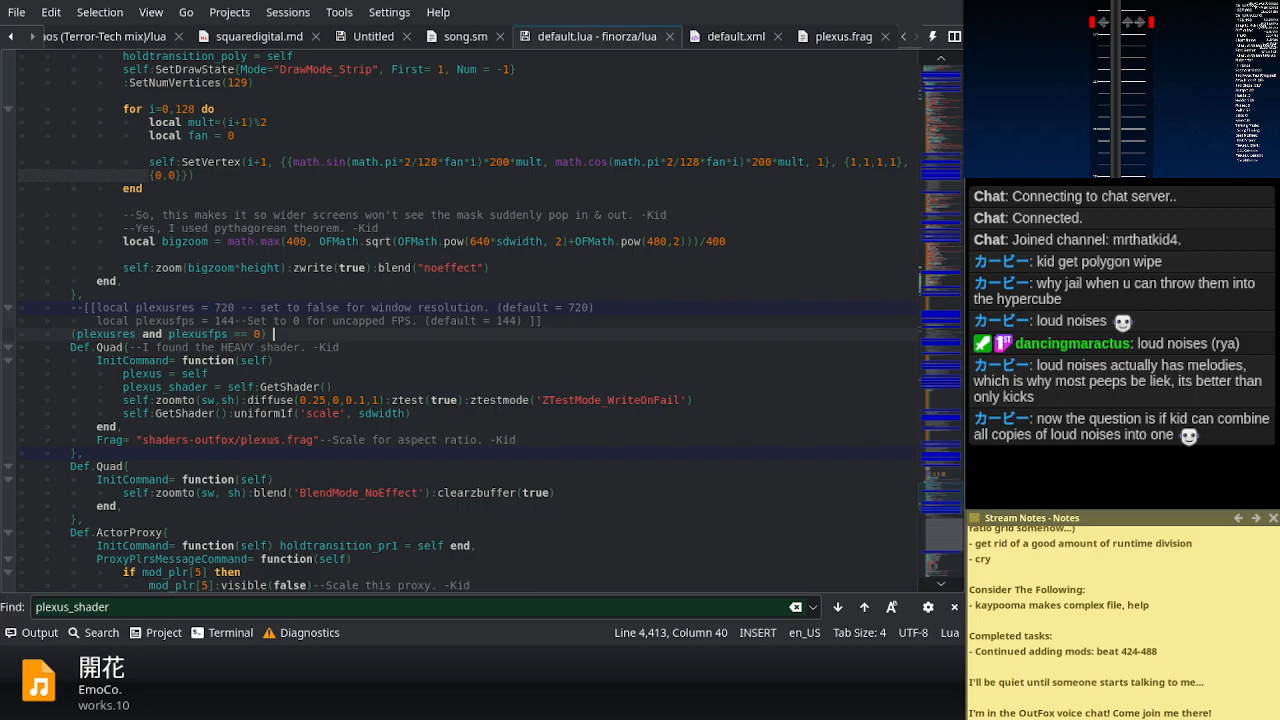 File Edit Selection View Go Projects Sessions Tools Settings Help
aos (Terror-Tech mix)/lua squaredigital.md Untitled song.sm default.lua - finorza/lua default.xml plexus.frag
holdtransition_poly = self
self:SetDrawState{Mode="DrawMode_Strip", First= 1, Num = -1}
:SetNumVertices(129)
for i=0,128 do
local mult=(i+1)%2
local fan = 0
self:SetVertex(i+1, {{math.sin(math.pi*2/128*fan*i)*200*mult, math.cos(math.pi*2/128*fan*i)*200*mult, 1}, {1,1,1,1},
{0,0}})
end
--So, this makes it so wider screens won't see the mask suddenly pop in & out. -Kid
--Yes, I used pythagorean theorm. -Kid
local bigzoom = math.max(400, OFMath.sqrt(OFMath.pow(640*sdwidth, 2)+OFMath.pow(480,2)))/400
self:zoom(bigzoom*height):zwrite(true):blend("noeffect")
end,
},
--[[local plexusres = 720 -- set to false for window resolution. (default = 720)
local plexusfps = 144--Set to 0 for uncapped FPS. (default = 144) ]]
(plexusres and plexusfps == 0)
Def.Quad{--I found the HEAVY shader. -Kid
InitCommand= function(self)
plexus = self
plexus_shader = self:GetShader()
self:zoomto(sw,sh):diffuse(0.25,0,0.1,1):ztest(true):ztestmode('ZTestMode_WriteOnFail')
self:GetShader():uniform1f('scale', sdwidth)
end,
Frag= "shaders-outfox/plexus.frag"--Scale for aspect ratio. -Kid
},
Def.Quad{
InitCommand= function(self)
self:zoomto(sw, sh):blend('BlendMode_NoEffect'):clearzbuffer(true)
end,
},
Def.ActorProxy{
InitCommand= function(self) holdtransition_pr1 = self end,
ProxyPlrsMessageCommand= function(self)
if mod_plr[5] then
mod_plr[5]:visible(false)--Scale this proxy. -Kid
Find: plexus_shader
Output Search Project Terminal Diagnostics Line 4,413, Column 40 INSERT en_US Tab Size: 4 UTF-8 Lua
開花
EmoCo.
works.10
Chat: Connecting to chat server..
Chat: Connected.
Chat: Joined channel: mrthatkid4.
カービー: kid get polygon wipe
カービー: why jail when u can throw them into
the hypercube
カービー: loud noises
1ST dancingmaractus: loud noises (rya)
カービー: loud noises actually has melodies,
which is why most peeps be liek, its better than
only kicks
カービー: now the question is if kid can combine
all copies of loud noises into one
Stream Notes - Notes
ratio grid somehow...)
- get rid of a good amount of runtime division
- cry
Consider The Following:
- kaypooma makes complex file, help
Completed tasks:
- Continued adding mods: beat 424-488
I'll be quiet until someone starts talking to me...
I'm in the OutFox voice chat! Come join me there!